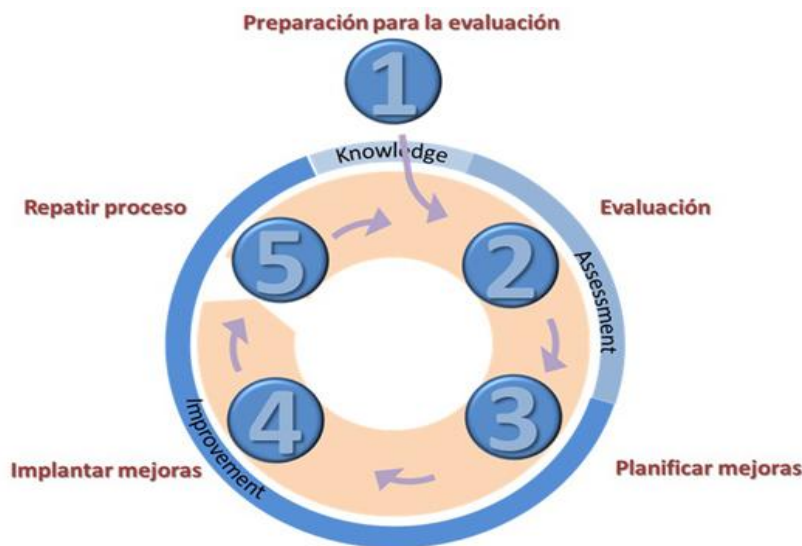 Preparación para la evaluación
1
Knowledge
Repatir proceso
Evaluación
5
2
Assessment
4
3
Improvement
Implantar mejoras
Planificar mejoras